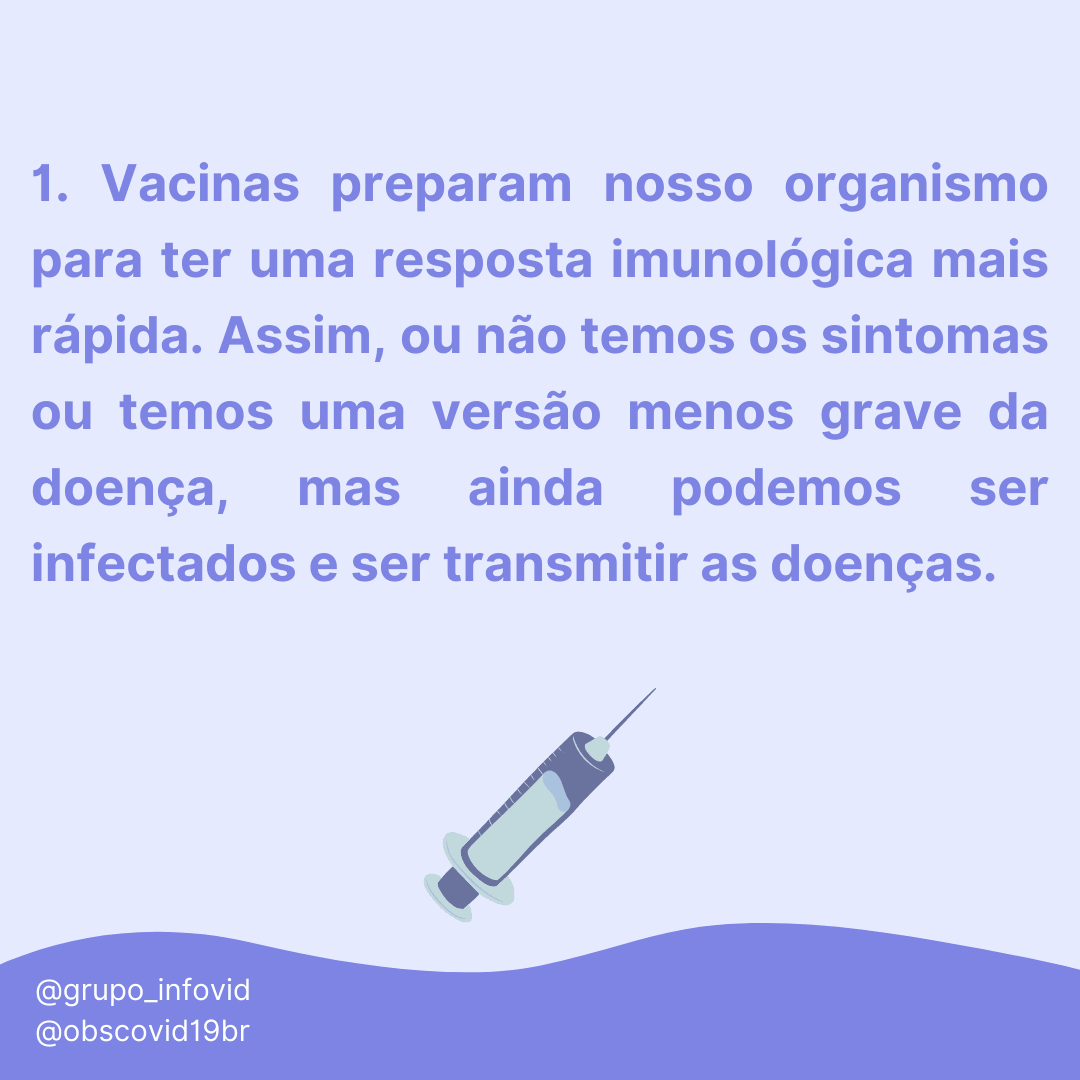 1. Vacinas preparam nosso organismo
para ter uma resposta imunológica mais
rápida. Assim, ou não temos os sintomas
ou temos uma versão menos grave da
doença, mas ainda podemos ser
infectados e ser transmitir as doenças.
@grupo_infovid
@obscovid19br